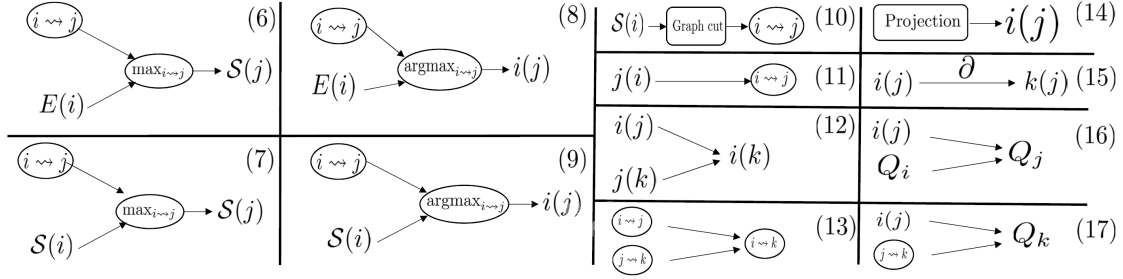 (6)
i ⇝ j
max_{i⇝j}
𝒮(j)
E(i)
(7)
i ⇝ j
max_{i⇝j}
𝒮(j)
𝒮(i)
(8)
i ⇝ j
argmax_{i⇝j}
i(j)
E(i)
(9)
i ⇝ j
argmax_{i⇝j}
i(j)
𝒮(i)
𝒮(i) Graph cut i ⇝ j (10)
j(i) i ⇝ j (11)
i(j) (12)
i(k)
j(k)
i ⇝ j (13)
i ⇝ k
j ⇝ k
Projection i(j) (14)
∂
i(j) k(j) (15)
i(j) (16)
Q_j
Q_i
i(j) (17)
Q_k
j ⇝ k